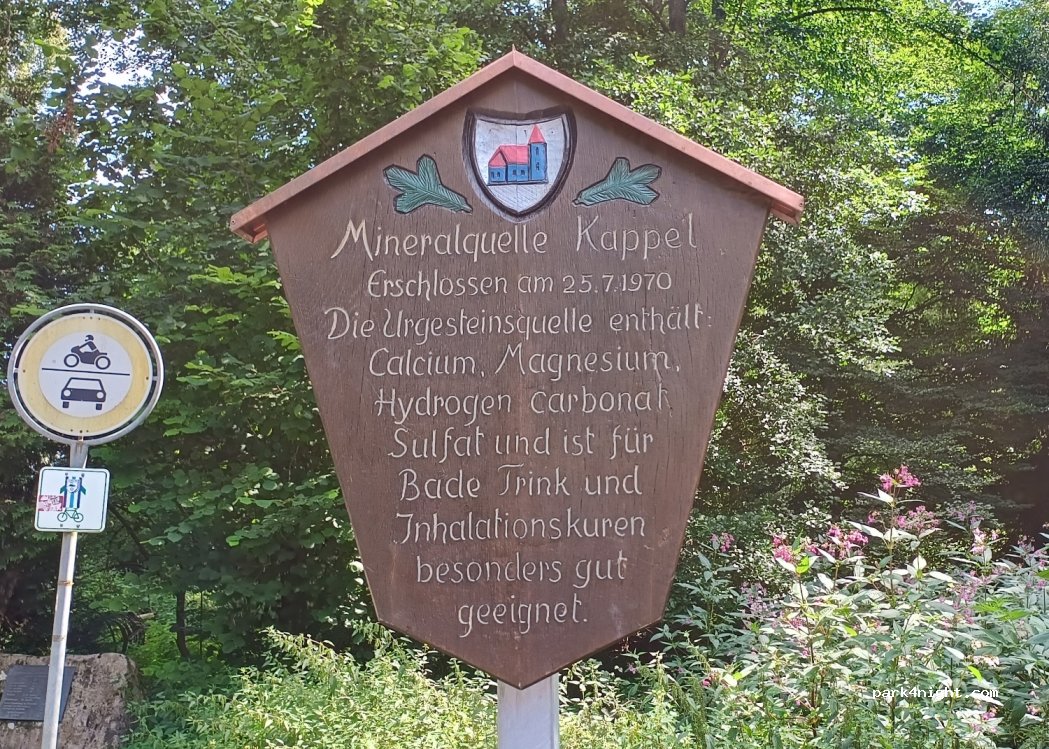 Mineralquelle Kappel
Erschlossen am 25.7.1970
Die Urgesteinsquelle enthält:
Calcium, Magnesium,
Hydrogen carbonat
Sulfat und ist für
Bade Trink und
Inhalationskuren
besonders gut
geeignet.
park4night.com